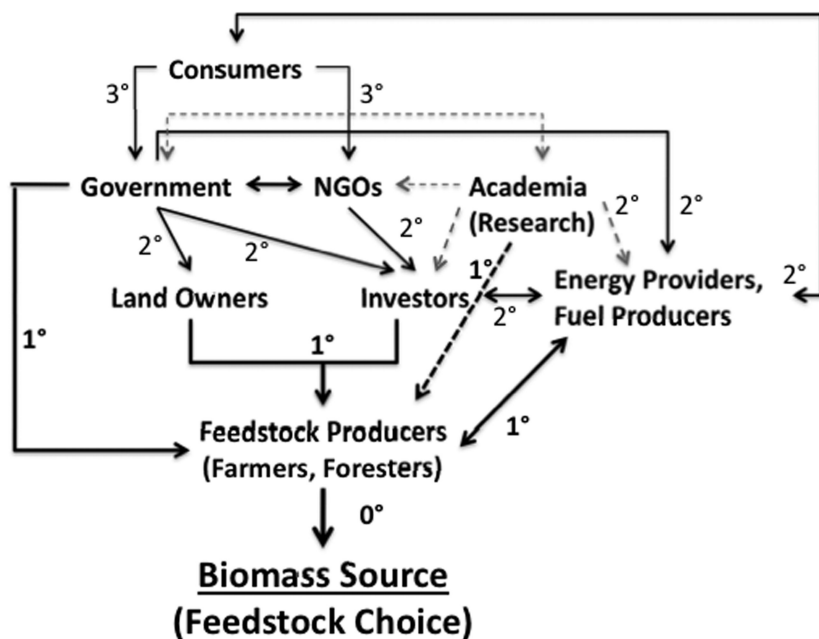 Consumers
3°
3°
Government
NGOs
Academia
(Research)
2°
2°
2°
2°
2°
Land Owners
Investors
1°
2°
Energy Providers,
Fuel Producers
2°
1°
1°
1°
Feedstock Producers
(Farmers, Foresters)
0°
Biomass Source
(Feedstock Choice)